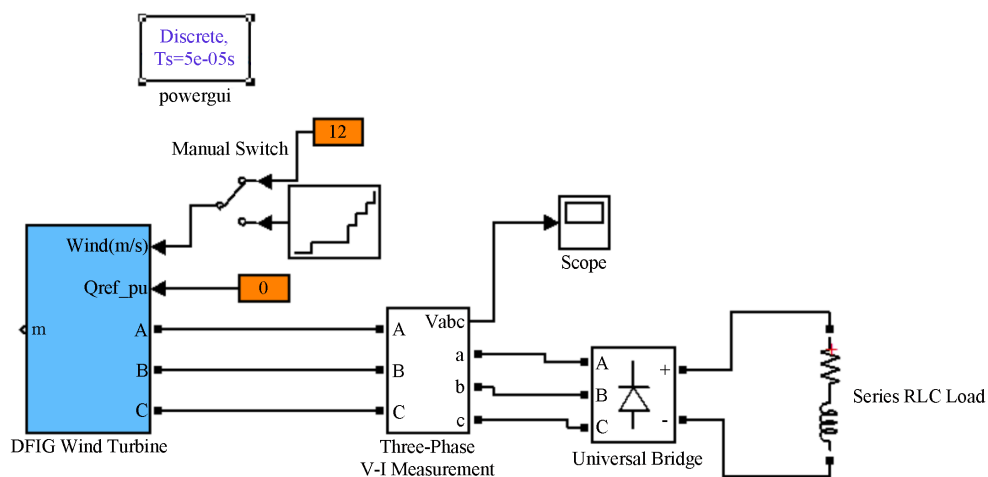 Discrete,
Ts=5e-05s
powergui
Manual Switch
12
Wind(m/s)
Qref_pu
0
m
A
B
C
DFIG Wind Turbine
A
B
C
Vabc
a
b
c
Three-Phase
V-I Measurement
Scope
A
B
C
+
-
Universal Bridge
+
Series RLC Load